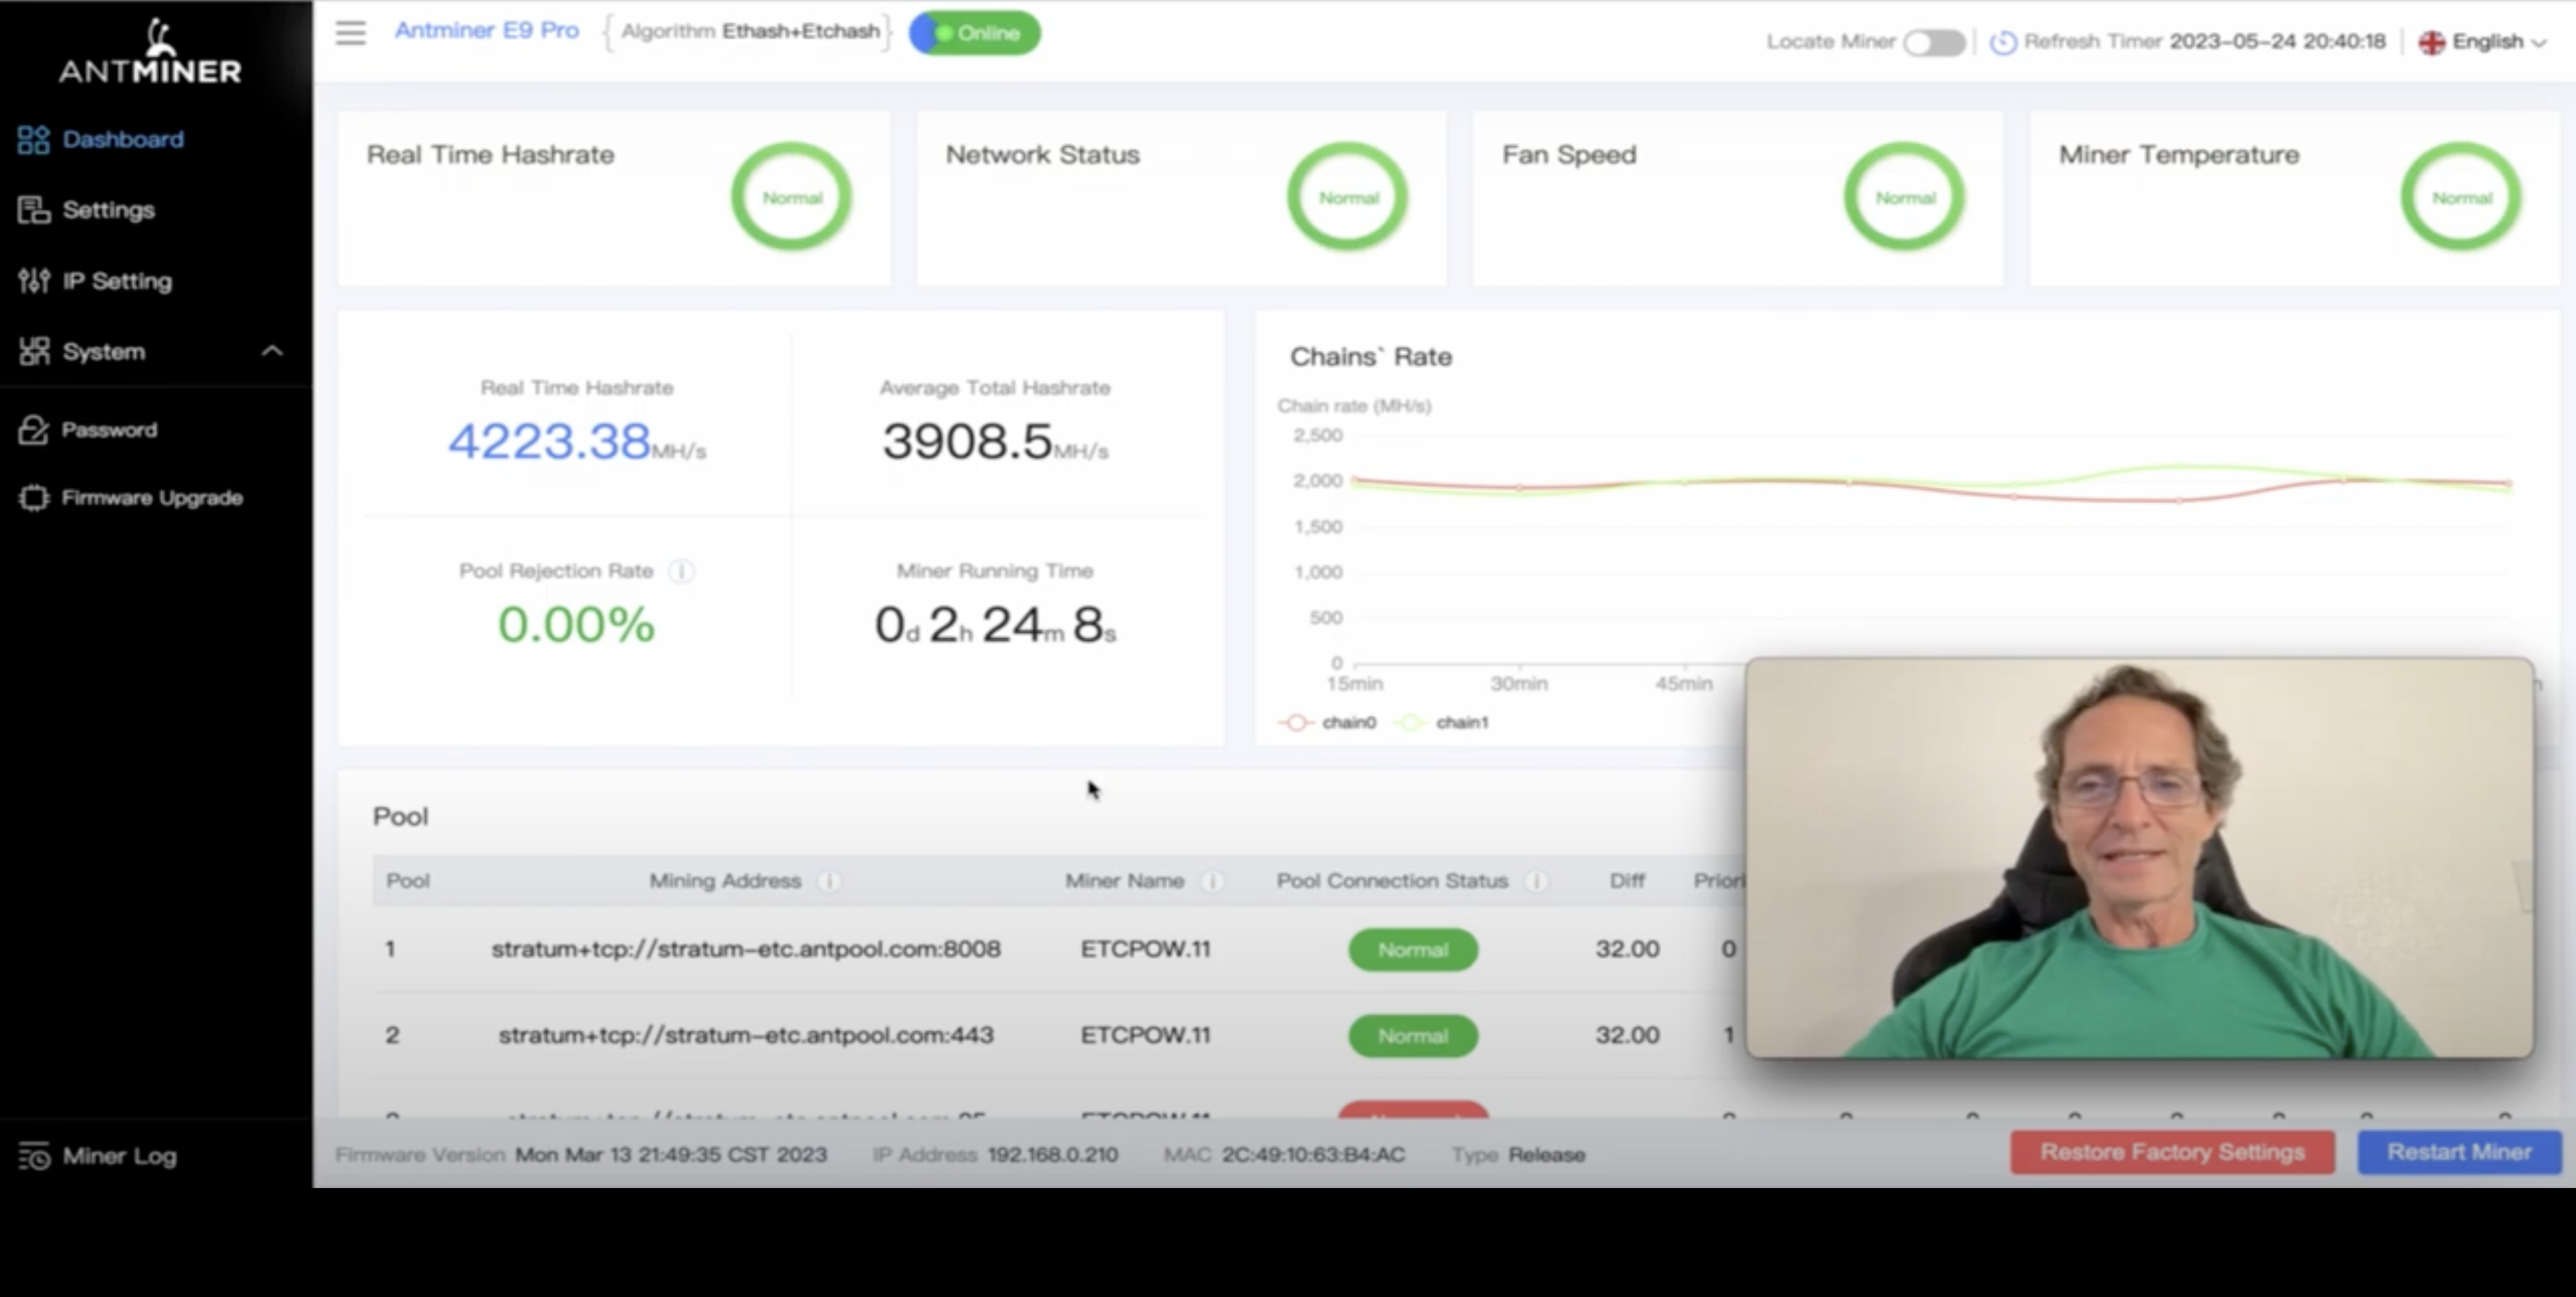 ANTMINER
Dashboard
Settings
IP Setting
System
Password
Firmware Upgrade
Miner Log
Antminer E9 Pro { Algorithm Ethash+Etchash } Online
Locate Miner Refresh Timer 2023-05-24 20:40:18 English
Real Time Hashrate Normal
Network Status Normal
Fan Speed Normal
Miner Temperature Normal
Real Time Hashrate
4223.38MH/s
Average Total Hashrate
3908.5MH/s
Pool Rejection Rate
0.00%
Miner Running Time
0d 2h 24m 8s
Chains` Rate
Chain rate (MH/s)
2,500
2,000
1,500
1,000
500
0
15min 30min 45min
chain0 chain1
Pool
Pool Mining Address Miner Name Pool Connection Status Diff Priori
1 stratum+tcp://stratum-etc.antpool.com:8008 ETCPOW.11 Normal 32.00 0
2 stratum+tcp://stratum-etc.antpool.com:443 ETCPOW.11 Normal 32.00 1
Firmware Version Mon Mar 13 21:49:35 CST 2023 IP Address 192.168.0.210 MAC 2C:49:10:63:B4:AC Type Release
Restore Factory Settings Restart Miner